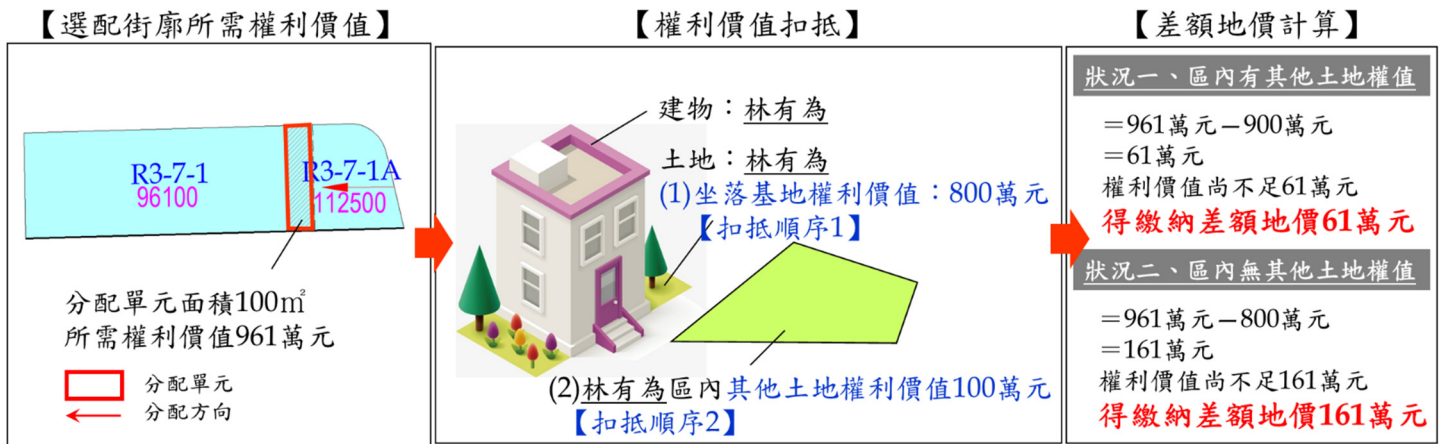 【選配街廓所需權利價值】
R3-7-1
96100
R3-7-1A
112500
分配單元面積100㎡
所需權利價值961萬元
分配單元
分配方向
【權利價值扣抵】
建物：林有為
土地：林有為
(1)坐落基地權利價值：800萬元
【扣抵順序1】
(2)林有為區內其他土地權利價值100萬元
【扣抵順序2】
【差額地價計算】
狀況一、區內有其他土地權值
＝961萬元－900萬元
＝61萬元
權利價值尚不足61萬元
得繳納差額地價61萬元
狀況二、區內無其他土地權值
＝961萬元－800萬元
＝161萬元
權利價值尚不足161萬元
得繳納差額地價161萬元